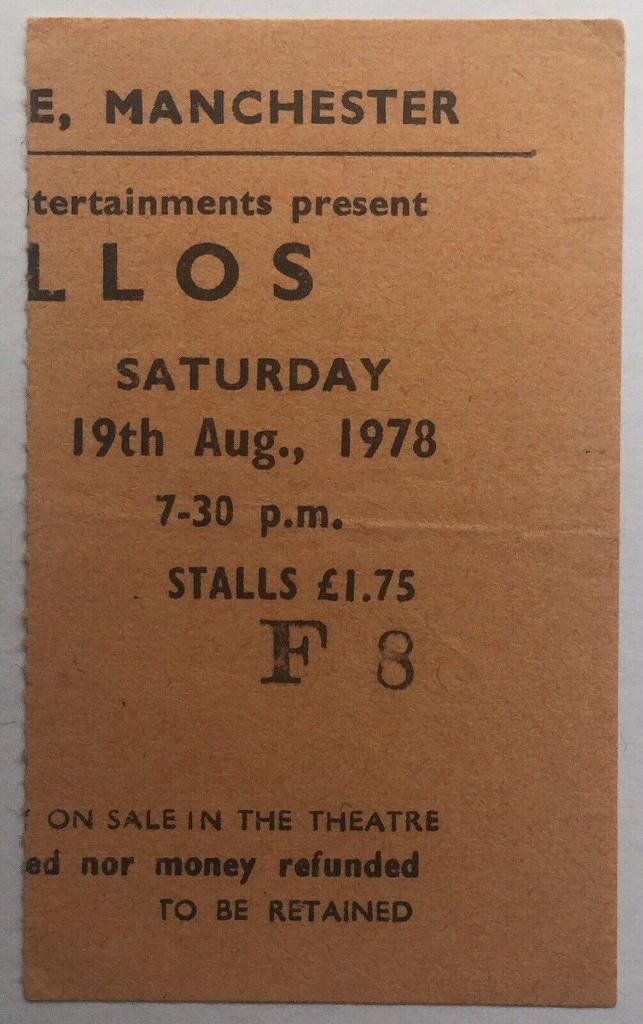 E, MANCHESTER
tertainments present
LLOS
SATURDAY
19th Aug., 1978
7-30 p.m.
STALLS £1.75
F 8
ON SALE IN THE THEATRE
ed nor money refunded
TO BE RETAINED